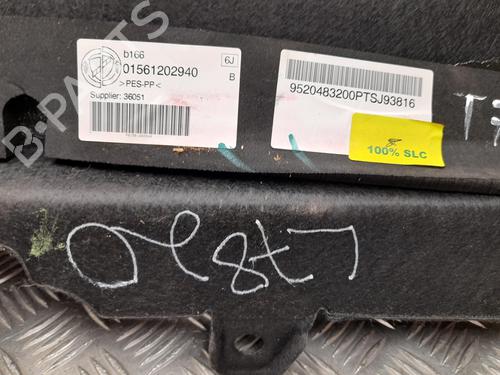 b166
6J
01561202940
B
>PES-PP<
Supplier: 36051
9520483200PTSJ93816
100% SLC
B-PARTS